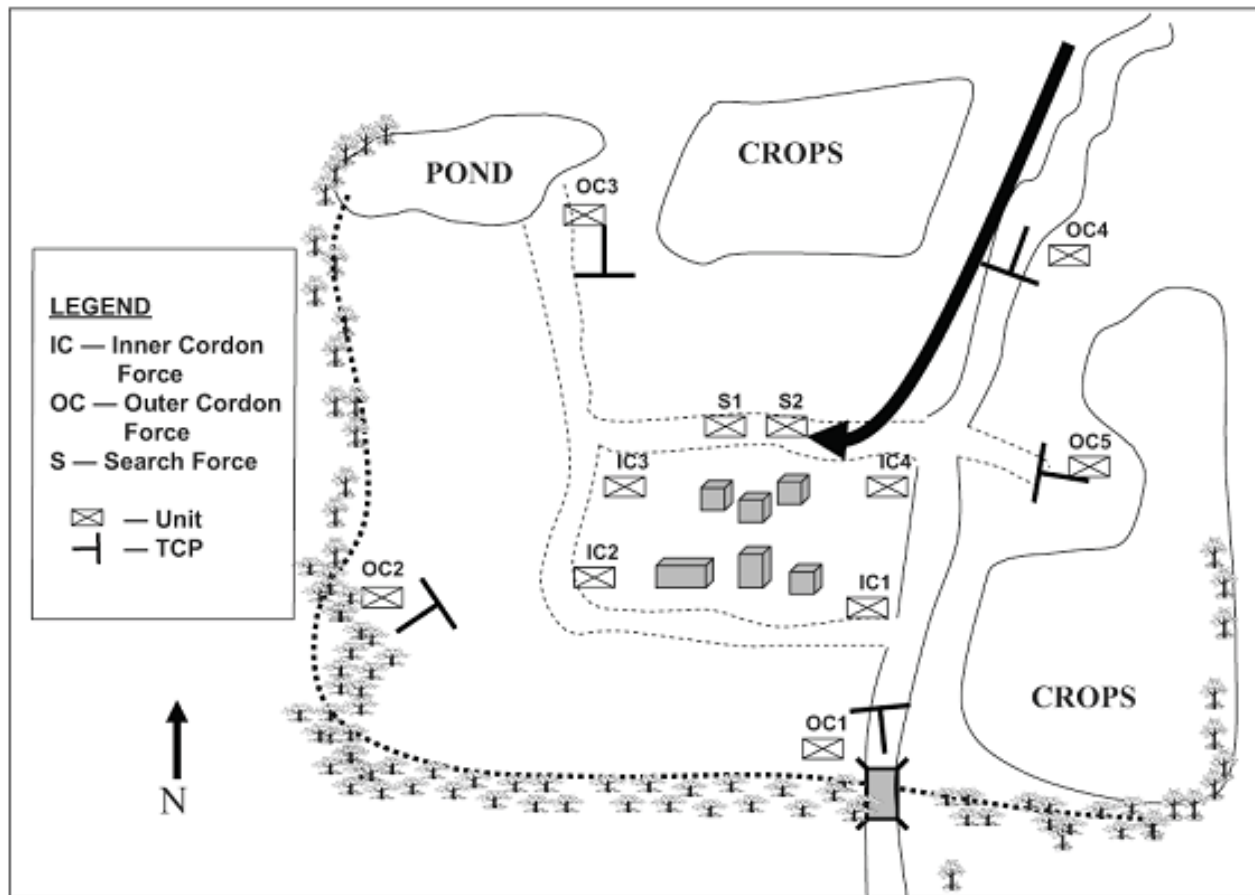 POND
CROPS
OC3
OC4
LEGEND
IC — Inner Cordon
Force
OC — Outer Cordon
Force
S — Search Force
— Unit
— TCP
S1
S2
OC5
IC3
IC4
OC2
IC2
IC1
CROPS
OC1
N